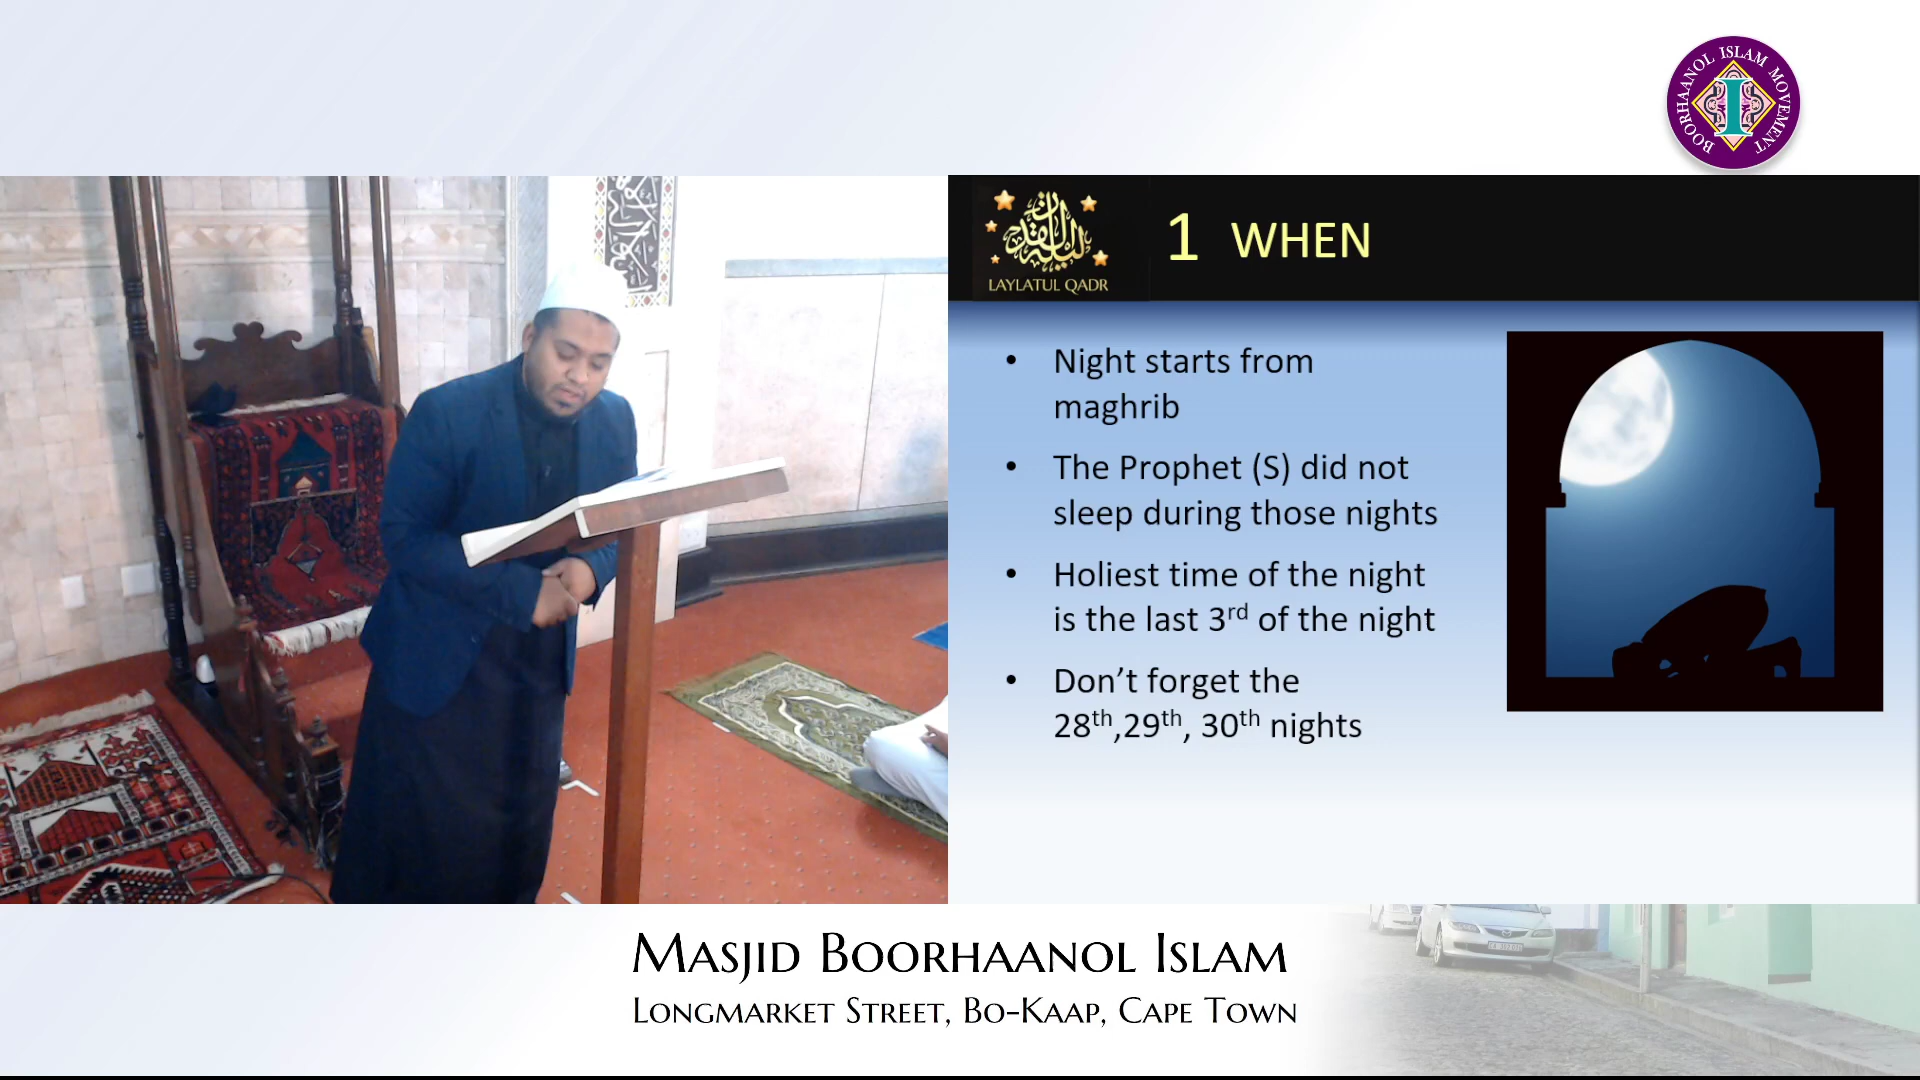 BOORHAANOL ISLAM MOVEMENT
I
ليلة القدر
LAYLATUL QADR
1 WHEN
• Night starts from
maghrib
• The Prophet (S) did not
sleep during those nights
• Holiest time of the night
is the last 3rd of the night
• Don’t forget the
28th,29th, 30th nights
Masjid Boorhaanol Islam
Longmarket Street, Bo-Kaap, Cape Town